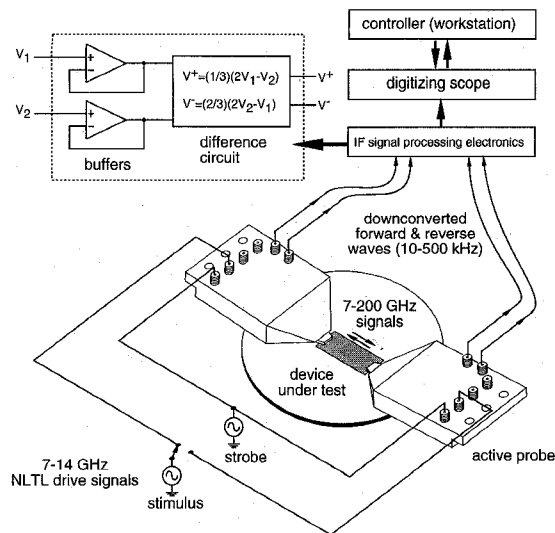 controller (workstation)
digitizing scope
IF signal processing electronics
V1
V2
+
−
+
−
V⁺=(1/3)(2V1-V2)
V⁻=(2/3)(2V2-V1)
V⁺
V⁻
buffers
difference
circuit
downconverted
forward & reverse
waves (10-500 kHz)
7-200 GHz
signals
device
under test
active probe
strobe
7-14 GHz
NLTL drive signals
stimulus